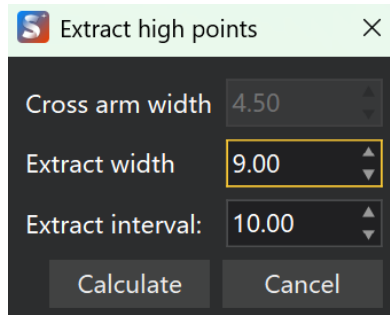 Extract high points
Cross arm width 4.50
Extract width 9.00
Extract interval: 10.00
Calculate Cancel